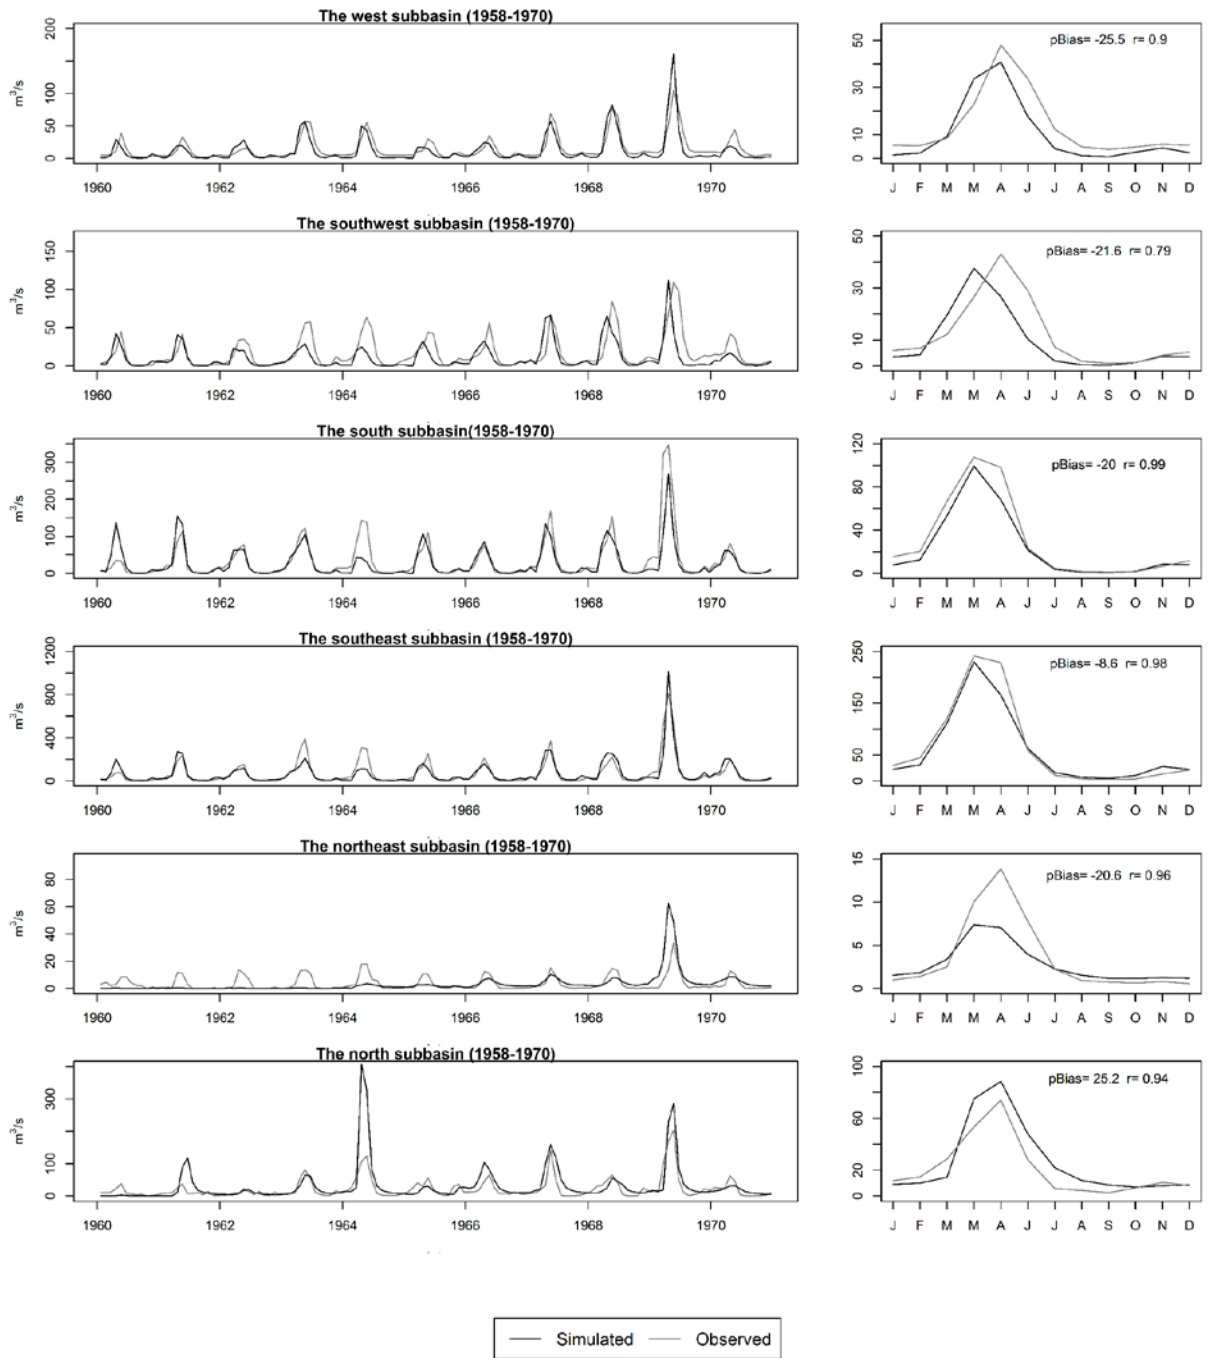 The west subbasin (1958-1970)
m³/s
200
100
50
0
1960 1962 1964 1966 1968 1970
pBias= -25.5 r= 0.9
50
30
10
0
J F M M A J J A S O N D
The southwest subbasin (1958-1970)
m³/s
150
100
50
0
1960 1962 1964 1966 1968 1970
pBias= -21.6 r= 0.79
50
30
10
0
J F M M A J J A S O N D
The south subbasin(1958-1970)
m³/s
300
200
100
0
1960 1962 1964 1966 1968 1970
pBias= -20 r= 0.99
120
80
40
0
J F M M A J J A S O N D
The southeast subbasin (1958-1970)
m³/s
1200
800
400
0
1960 1962 1964 1966 1968 1970
pBias= -8.6 r= 0.98
250
150
50
0
J F M M A J J A S O N D
The northeast subbasin (1958-1970)
m³/s
80
60
40
20
0
1960 1962 1964 1966 1968 1970
pBias= -20.6 r= 0.96
15
10
5
0
J F M M A J J A S O N D
The north subbasin (1958-1970)
m³/s
300
100
0
1960 1962 1964 1966 1968 1970
pBias= 25.2 r= 0.94
100
60
20
0
J F M M A J J A S O N D
Simulated Observed